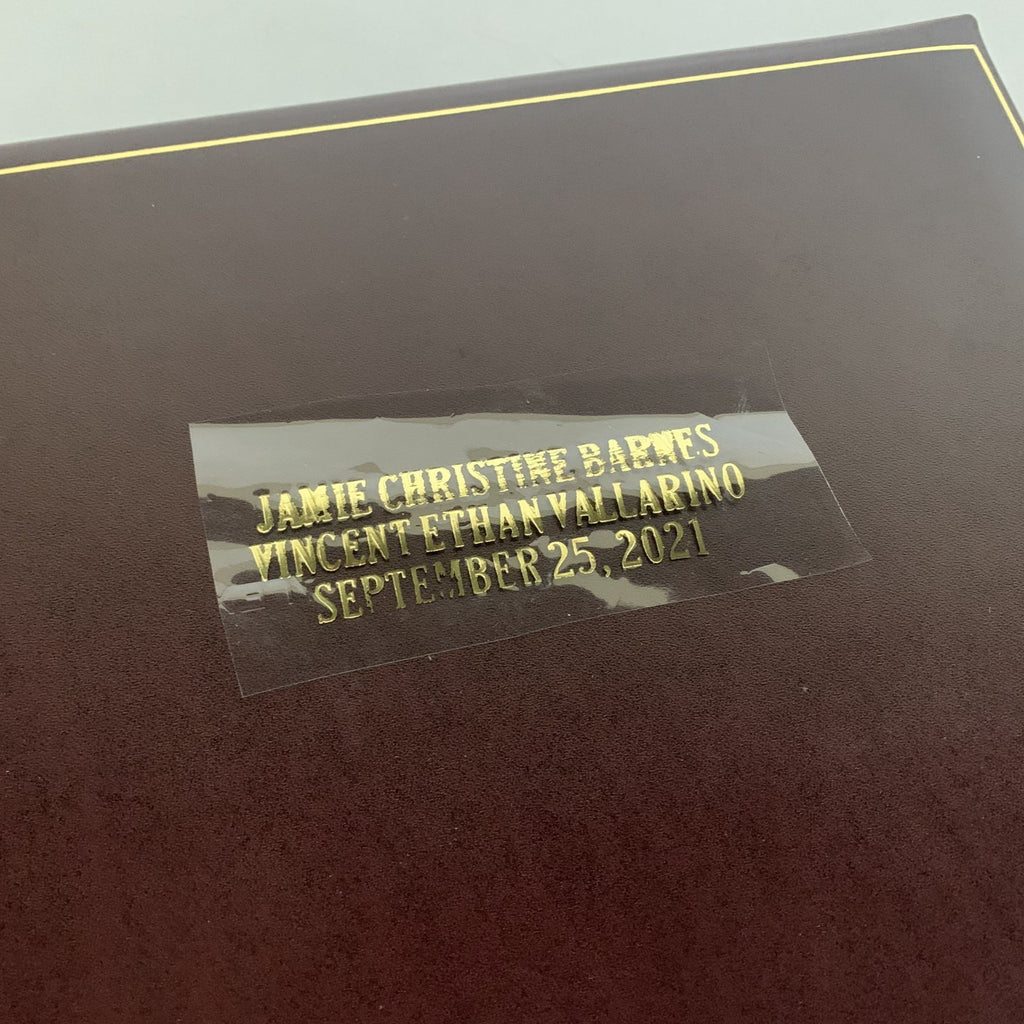 JAMIE CHRISTINE BARNES
VINCENT ETHAN VALLARINO
SEPTEMBER 25, 2021